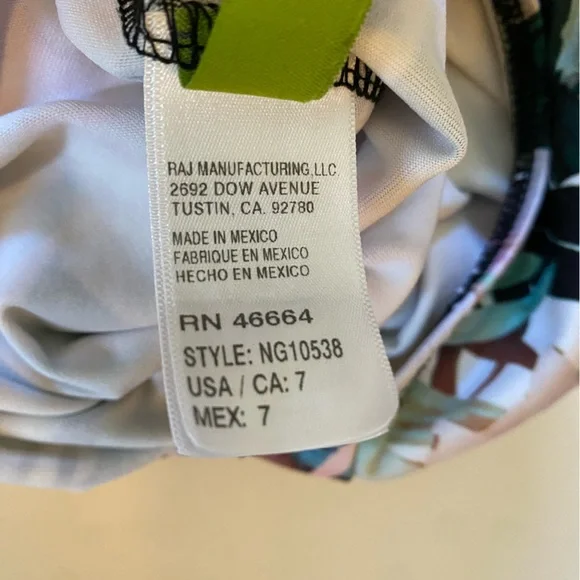 RAJ MANUFACTURING,LLC.
2692 DOW AVENUE
TUSTIN, CA. 92780
MADE IN MEXICO
FABRIQUE EN MEXICO
HECHO EN MEXICO
RN 46664
STYLE: NG10538
USA / CA: 7
MEX: 7